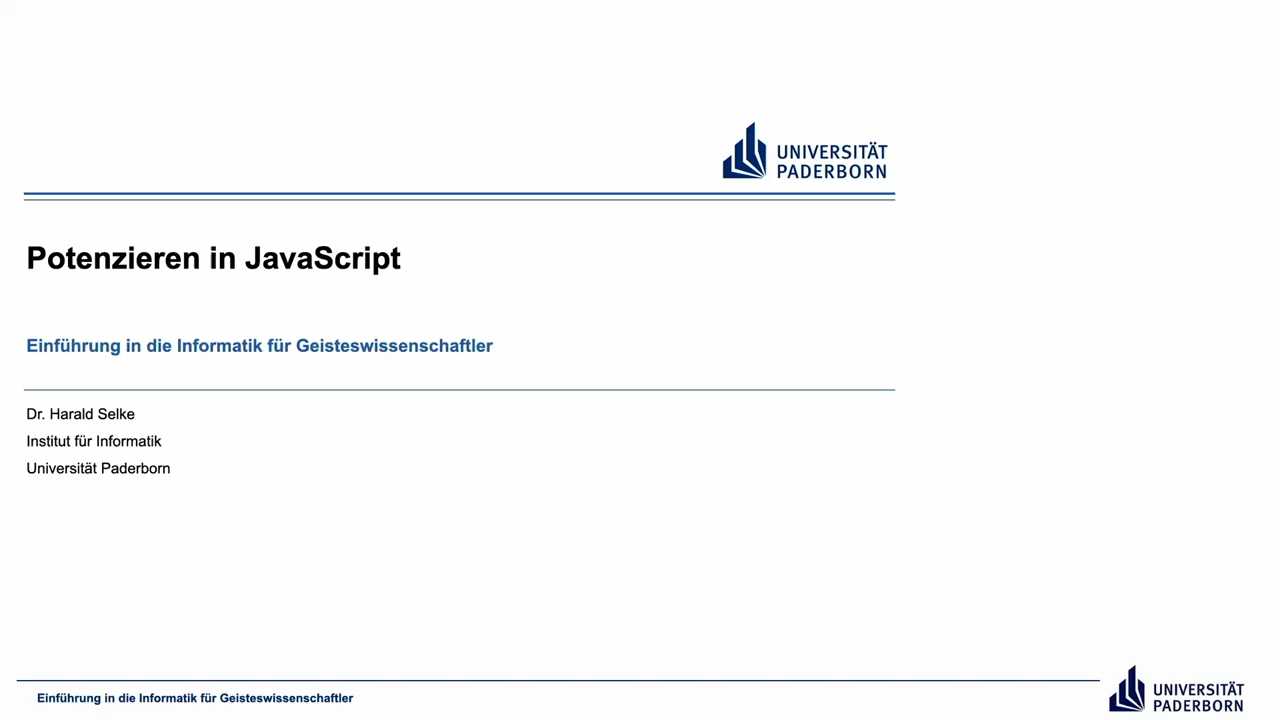 UNIVERSITÄT
PADERBORN
Potenzieren in JavaScript
Einführung in die Informatik für Geisteswissenschaftler
Dr. Harald Selke
Institut für Informatik
Universität Paderborn
Einführung in die Informatik für Geisteswissenschaftler
UNIVERSITÄT
PADERBORN